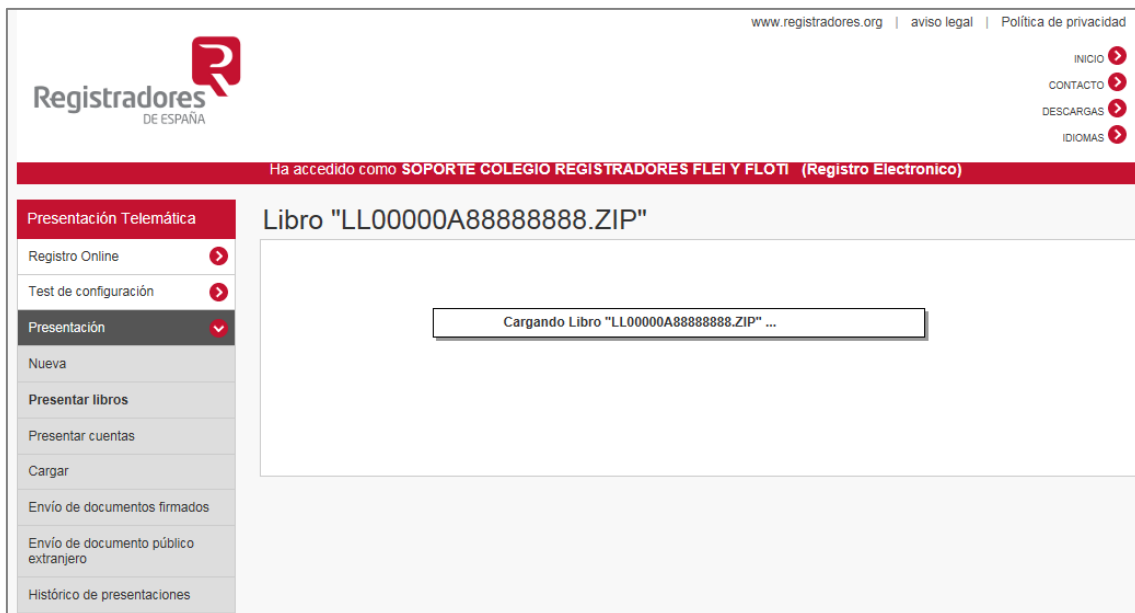 www.registradores.org | aviso legal | Política de privacidad
INICIO
CONTACTO
DESCARGAS
IDIOMAS
Registradores
DE ESPAÑA
Ha accedido como SOPORTE COLEGIO REGISTRADORES FLEI Y FLOTI (Registro Electronico)
Presentación Telemática
Registro Online
Test de configuración
Presentación
Nueva
Presentar libros
Presentar cuentas
Cargar
Envío de documentos firmados
Envío de documento público
extranjero
Histórico de presentaciones
Libro "LL00000A88888888.ZIP"
Cargando Libro "LL00000A88888888.ZIP" ...